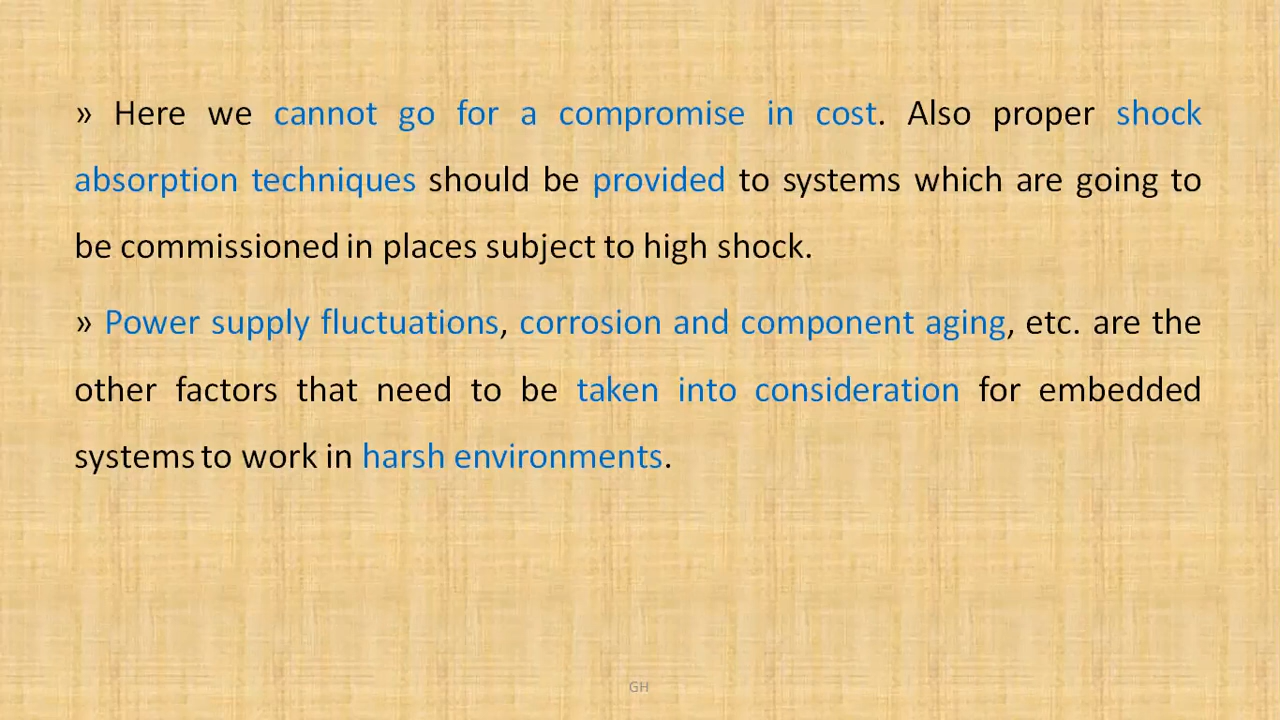 » Here we cannot go for a compromise in cost. Also proper shock
absorption techniques should be provided to systems which are going to
be commissioned in places subject to high shock.
» Power supply fluctuations, corrosion and component aging, etc. are the
other factors that need to be taken into consideration for embedded
systems to work in harsh environments.
GH